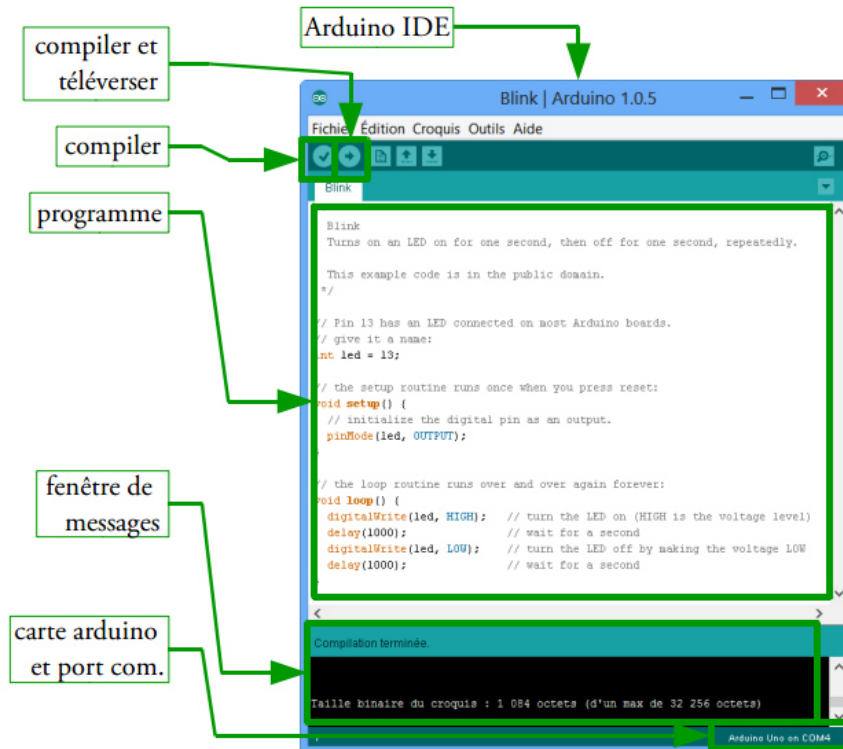 Arduino IDE
compiler et
téléverser
compiler
programme
fenêtre de
messages
carte arduino
et port com.
Blink | Arduino 1.0.5
Fichier Édition Croquis Outils Aide
Blink
Blink
Turns on an LED on for one second, then off for one second, repeatedly.
This example code is in the public domain.
*/
// Pin 13 has an LED connected on most Arduino boards.
// give it a name:
int led = 13;
// the setup routine runs once when you press reset:
void setup() {
// initialize the digital pin as an output.
pinMode(led, OUTPUT);
// the loop routine runs over and over again forever:
void loop() {
digitalWrite(led, HIGH); // turn the LED on (HIGH is the voltage level)
delay(1000); // wait for a second
digitalWrite(led, LOW); // turn the LED off by making the voltage LOW
delay(1000); // wait for a second
Compilation terminée.
Taille binaire du croquis : 1 084 octets (d'un max de 32 256 octets)
Arduino Uno on COM4